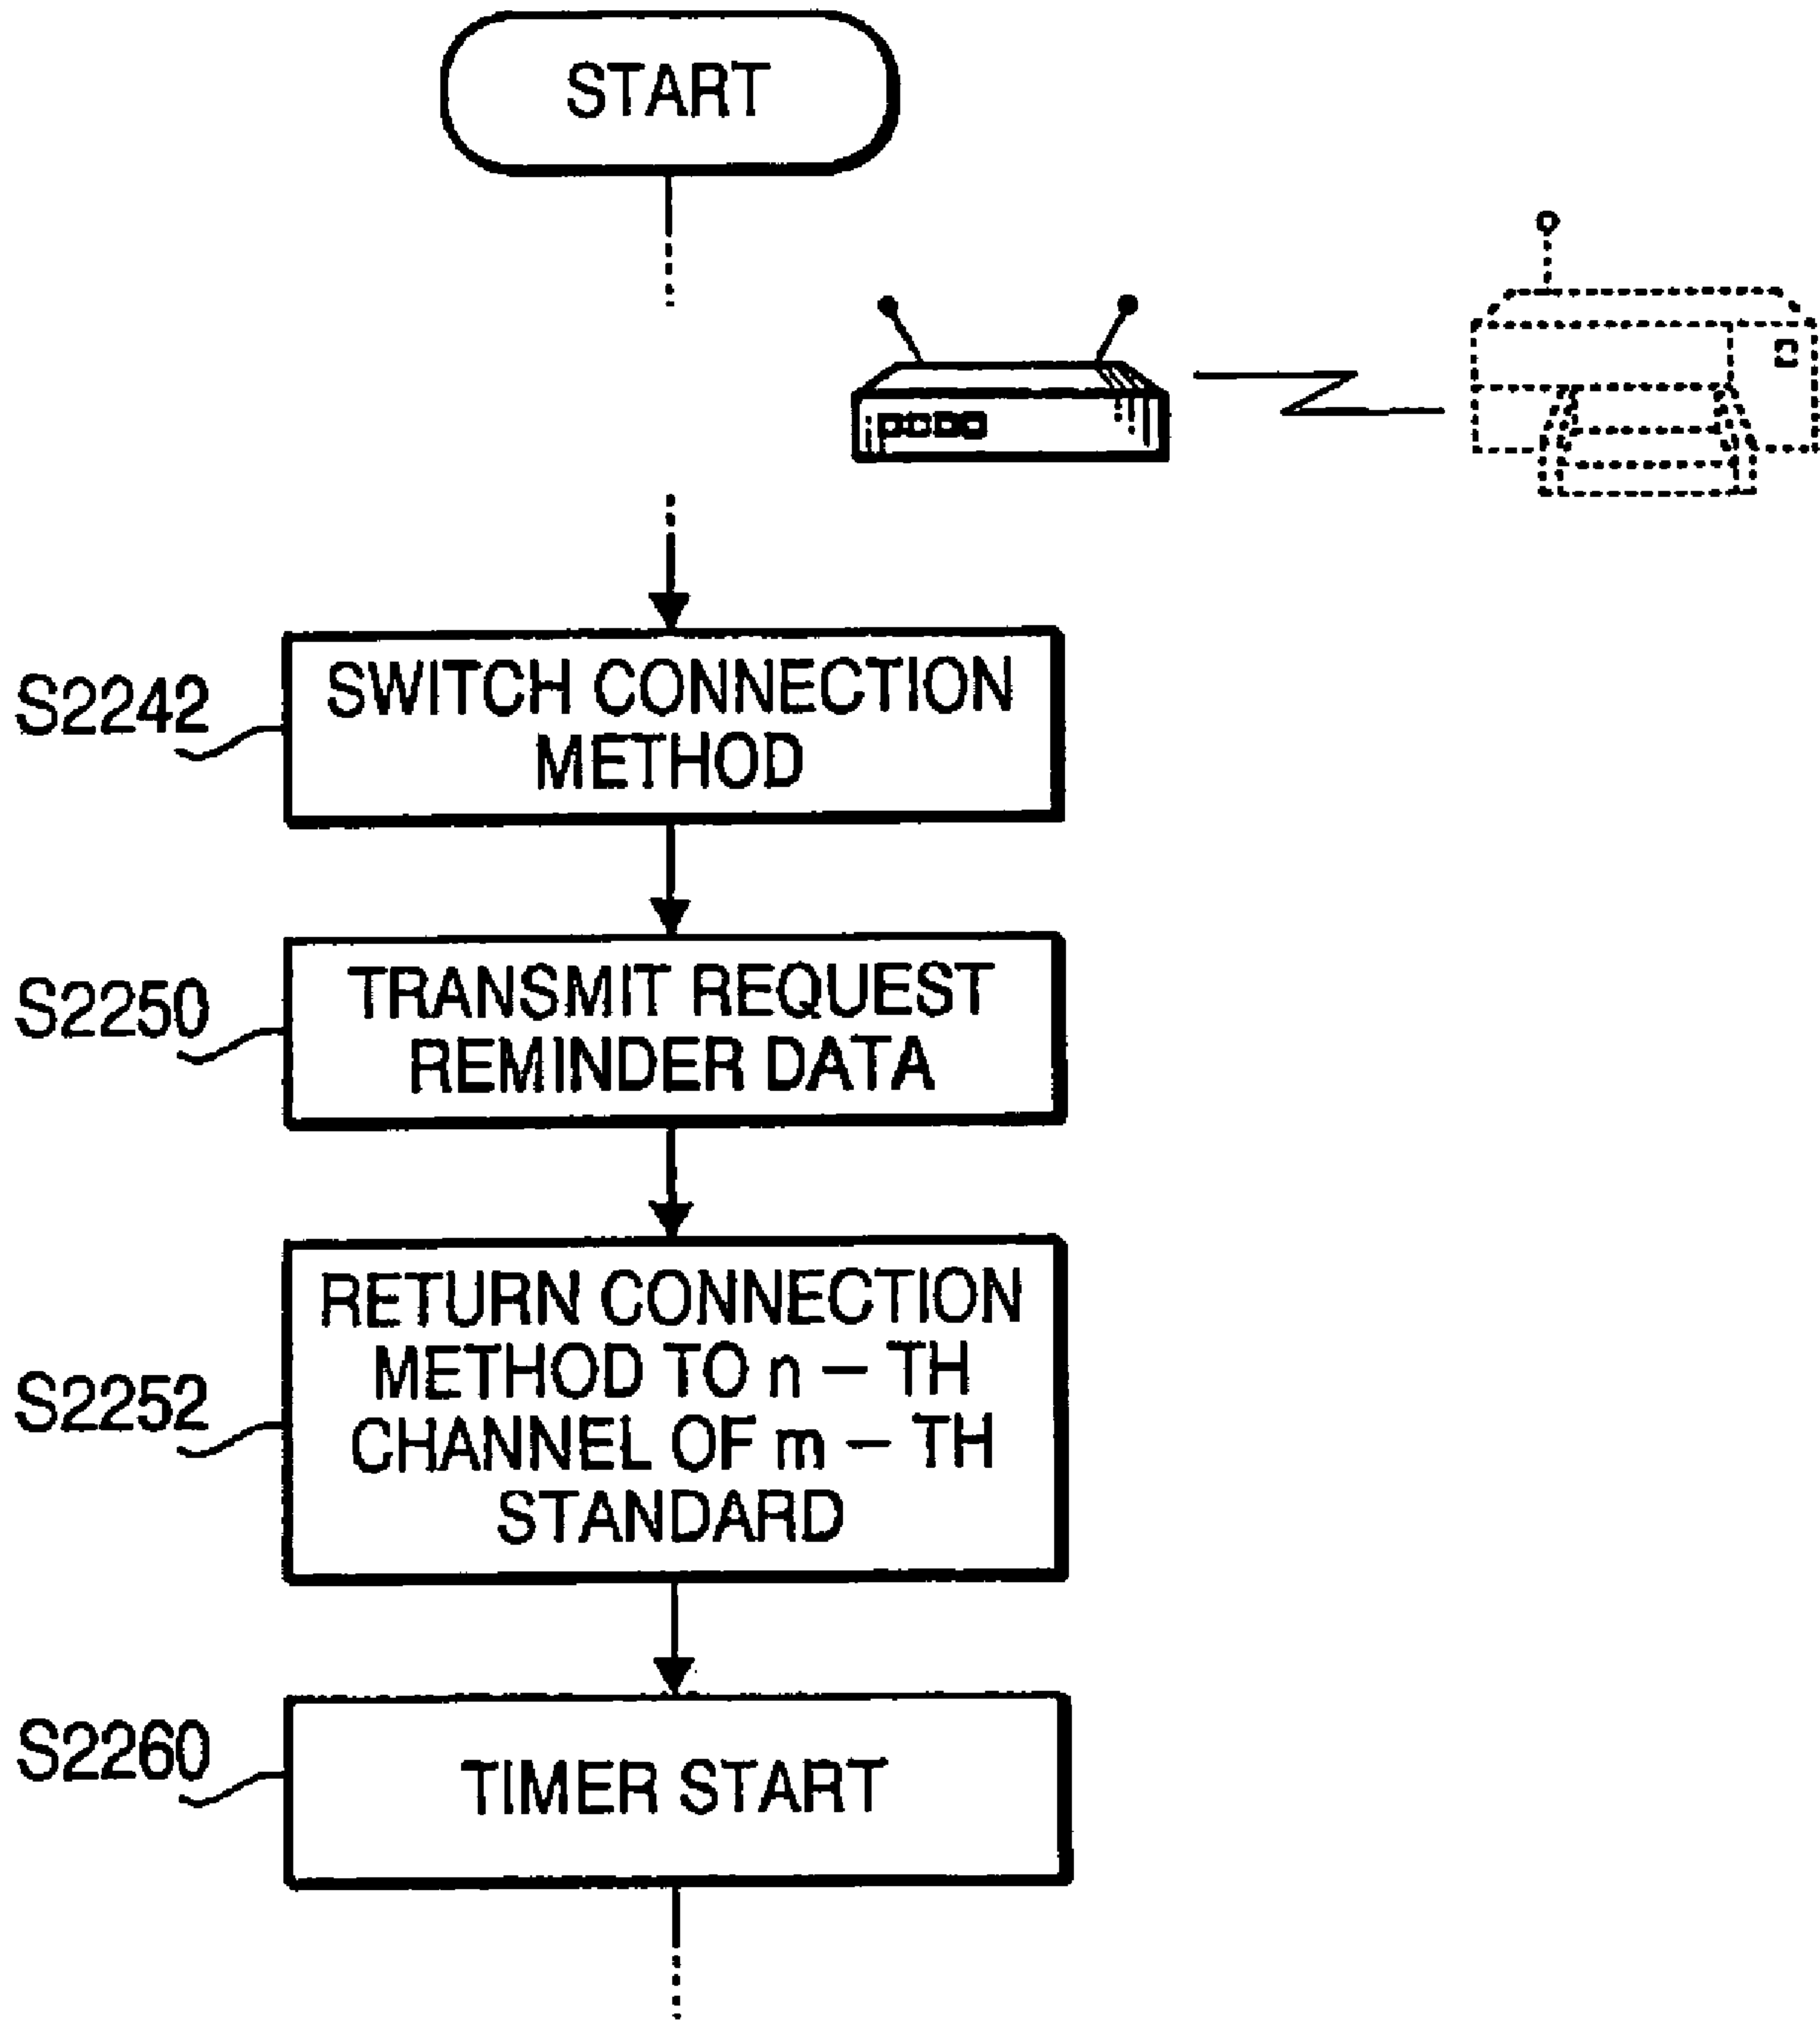 START
S2242
SWITCH CONNECTION
METHOD
S2250
TRANSMIT REQUEST
REMINDER DATA
S2252
RETURN CONNECTION
METHOD TO n – TH
CHANNEL OF m – TH
STANDARD
S2260
TIMER START